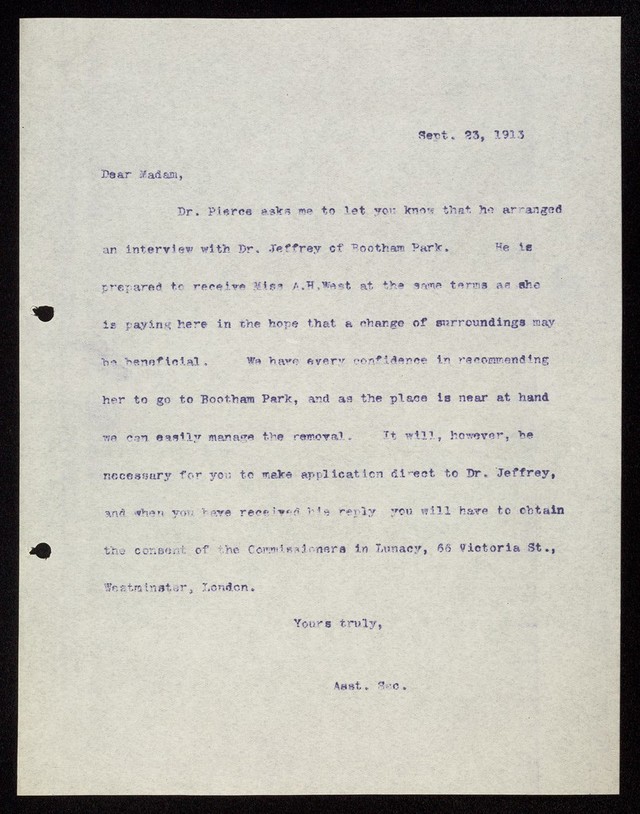 Sept. 23, 1913
Dear Madam,
Dr. Pierce asks me to let you know that he arranged
an interview with Dr. Jeffrey of Bootham Park. He is
prepared to receive Miss A.H.West at the same terms as she
is paying here in the hope that a change of surroundings may
be beneficial. We have every confidence in recommending
her to go to Bootham Park, and as the place is near at hand
we can easily manage the removal. It will, however, be
necessary for you to make application direct to Dr. Jeffrey,
and when you have received his reply you will have to obtain
the consent of the Commissioners in Lunacy, 66 Victoria St.,
Westminster, London.
Yours truly,
Asst. Sec.